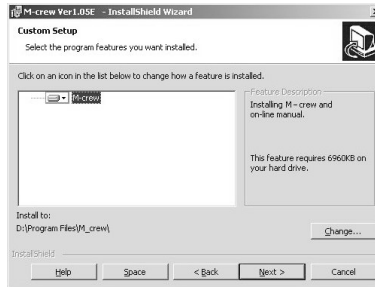 M-crew Ver1.05E - InstallShield Wizard
Custom Setup
Select the program features you want installed.
Click on an icon in the list below to change how a feature is installed.
M-crew
Feature Description
Installing M-crew and
on-line manual.
This feature requires 6960KB on
your hard drive.
Install to:
D:\Program Files\M_crew\
Change...
InstallShield
Help
Space
< Back
Next >
Cancel